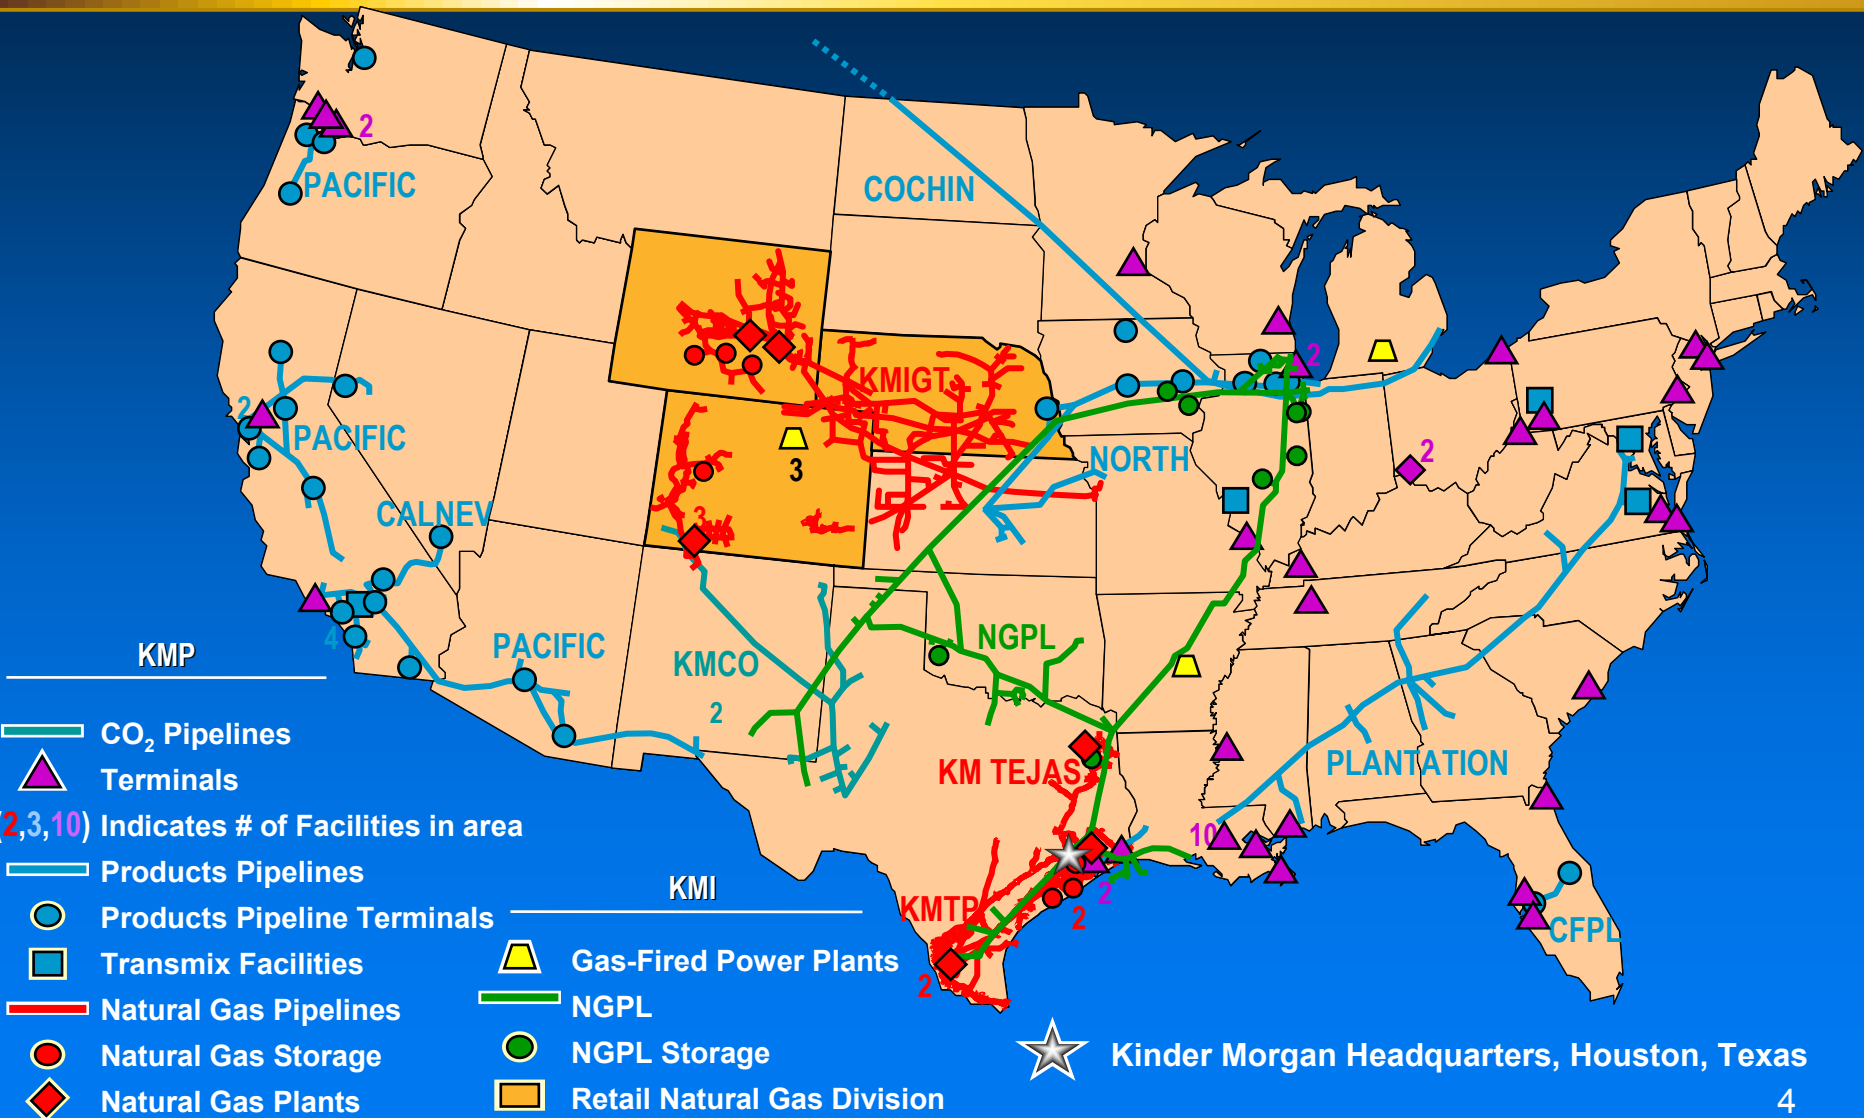 2
PACIFIC
COCHIN
2
KMIGT
2
PACIFIC
3
NORTH
2
CALNEV
3
4
PACIFIC
NGPL
KMCO
2
KM TEJAS
PLANTATION
10
2
KMTP
2
CFPL
2
KMP
CO2 Pipelines
Terminals
(2,3,10) Indicates # of Facilities in area
Products Pipelines
Products Pipeline Terminals
Transmix Facilities
Natural Gas Pipelines
Natural Gas Storage
Natural Gas Plants
KMI
Gas-Fired Power Plants
NGPL
NGPL Storage
Retail Natural Gas Division
Kinder Morgan Headquarters, Houston, Texas
4